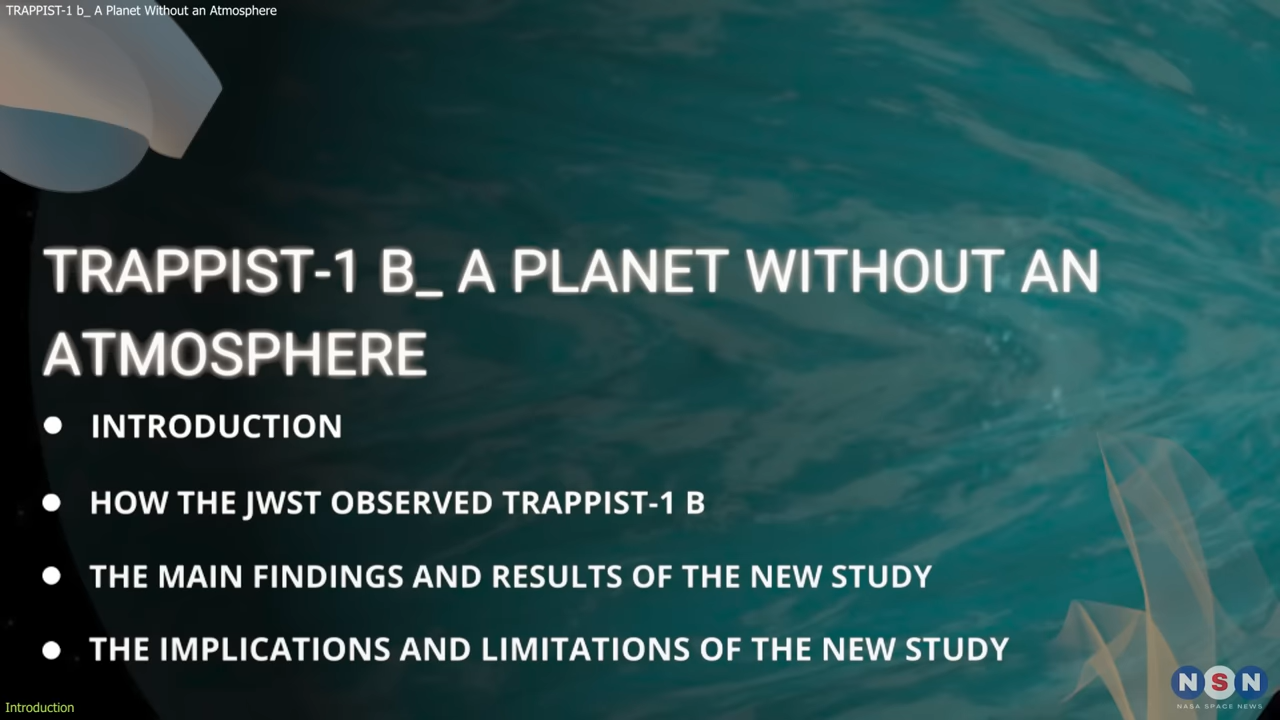 TRAPPIST-1 b_ A Planet Without an Atmosphere
TRAPPIST-1 B_ A PLANET WITHOUT AN
ATMOSPHERE
● INTRODUCTION
● HOW THE JWST OBSERVED TRAPPIST-1 B
● THE MAIN FINDINGS AND RESULTS OF THE NEW STUDY
● THE IMPLICATIONS AND LIMITATIONS OF THE NEW STUDY
NSN
NASA SPACE NEWS
Introduction